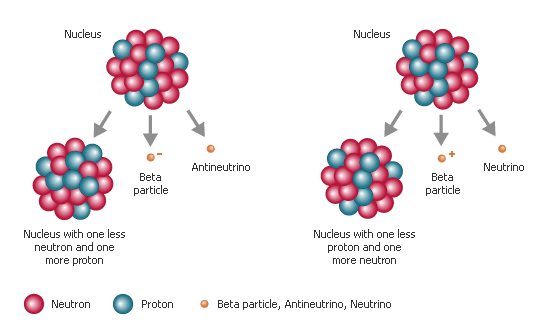 Nucleus
Nucleus
−
Beta
particle
Antineutrino
+
Beta
particle
Neutrino
Nucleus with one less
neutron and one
more proton
Nucleus with one less
proton and one
more neutron
Neutron
Proton
Beta particle, Antineutrino, Neutrino